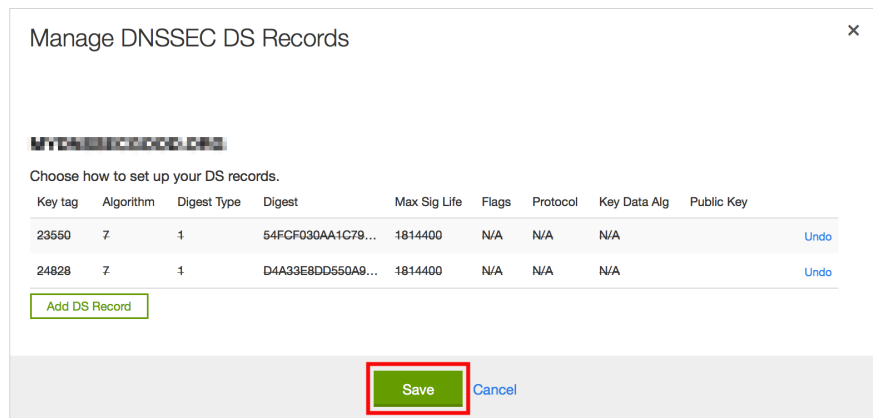 Manage DNSSEC DS Records ×
Choose how to set up your DS records.
Key tag Algorithm Digest Type Digest Max Sig Life Flags Protocol Key Data Alg Public Key
23550 7 1 54FCF030AA1C79... 1814400 N/A N/A N/A Undo
24828 7 1 D4A33E8DD550A9... 1814400 N/A N/A N/A Undo
Add DS Record
Save Cancel